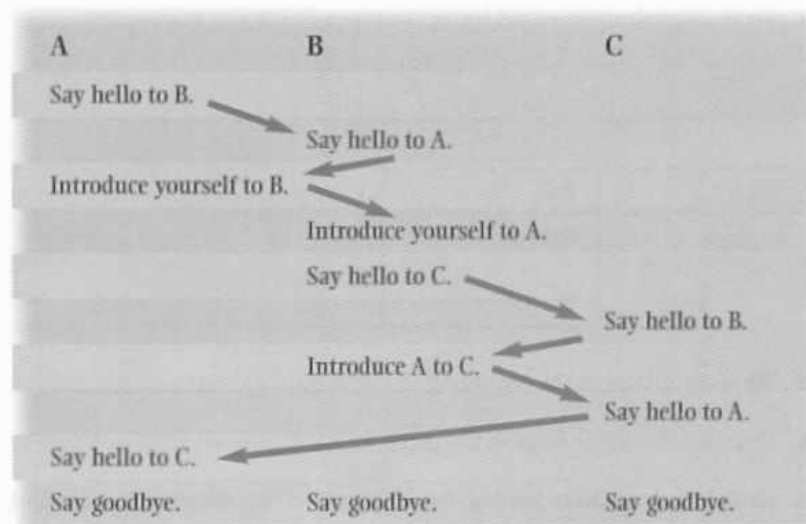 A B C
Say hello to B.
Say hello to A.
Introduce yourself to B.
Introduce yourself to A.
Say hello to C.
Say hello to B.
Introduce A to C.
Say hello to A.
Say hello to C.
Say goodbye. Say goodbye. Say goodbye.